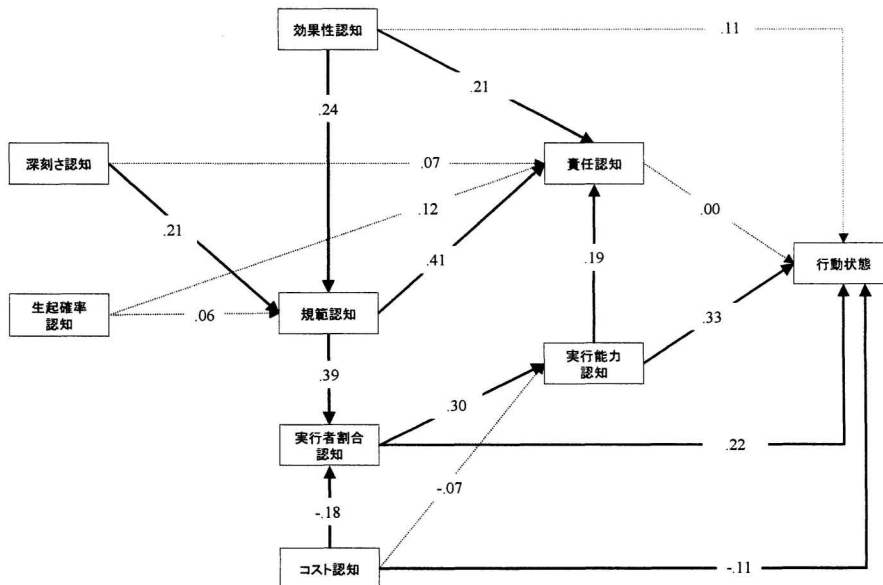 効果性認知
.11
.21
.24
深刻さ認知
.07
責任認知
.12
.00
.21
.41
.19
行動状態
生起確率
認知
.06
規範認知
.33
実行能力
認知
.39
.30
実行者割合
認知
.22
-.07
-.18
コスト認知
-.11